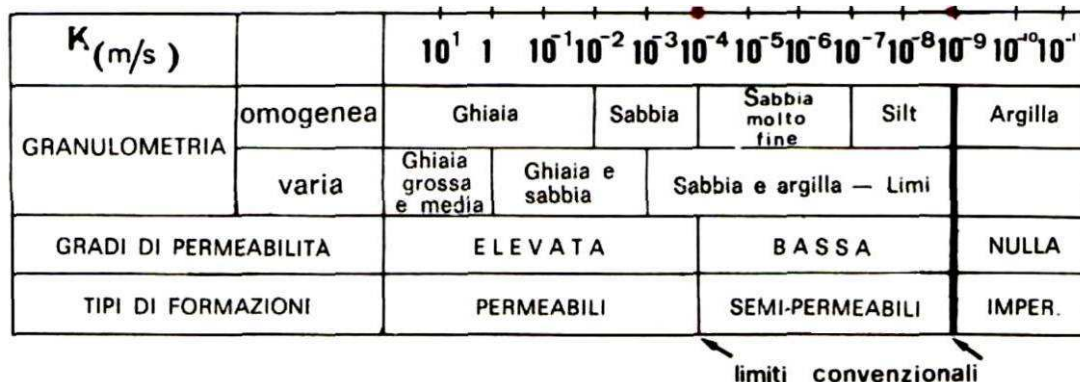 K (m/s) 10¹ 1 10⁻¹ 10⁻² 10⁻³ 10⁻⁴ 10⁻⁵ 10⁻⁶ 10⁻⁷ 10⁻⁸ 10⁻⁹ 10⁻¹⁰ 10⁻¹¹
GRANULOMETRIA
omogenea
Ghiaia
Sabbia
Sabbia
molto
fine
Silt
Argilla
varia
Ghiaia
grossa
e media
Ghiaia e
sabbia
Sabbia e argilla — Limi
GRADI DI PERMEABILITÀ
ELEVATA
BASSA
NULLA
TIPI DI FORMAZIONI
PERMEABILI
SEMI-PERMEABILI
IMPER.
limiti convenzionali